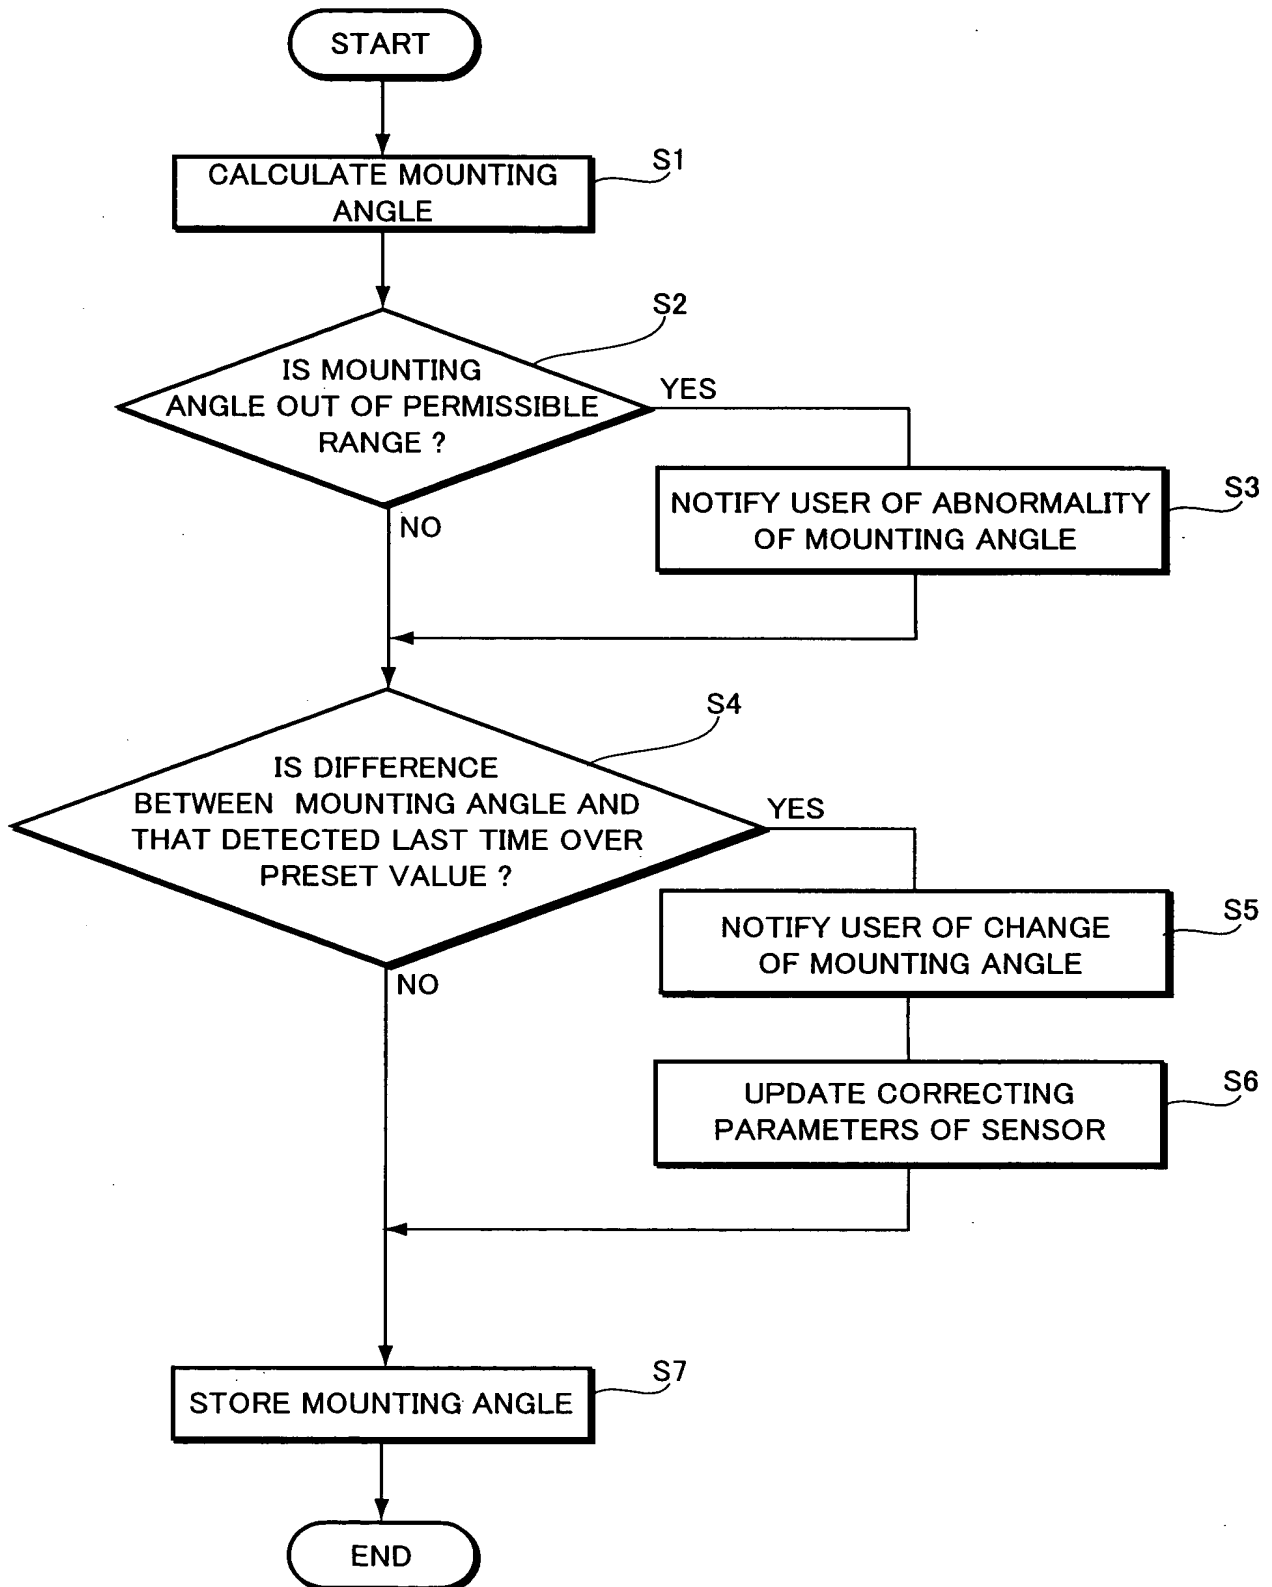 START
CALCULATE MOUNTING
ANGLE
S1
IS MOUNTING
ANGLE OUT OF PERMISSIBLE
RANGE ?
S2
YES
NO
NOTIFY USER OF ABNORMALITY
OF MOUNTING ANGLE
S3
IS DIFFERENCE
BETWEEN MOUNTING ANGLE AND
THAT DETECTED LAST TIME OVER
PRESET VALUE ?
S4
YES
NO
NOTIFY USER OF CHANGE
OF MOUNTING ANGLE
S5
UPDATE CORRECTING
PARAMETERS OF SENSOR
S6
STORE MOUNTING ANGLE
S7
END